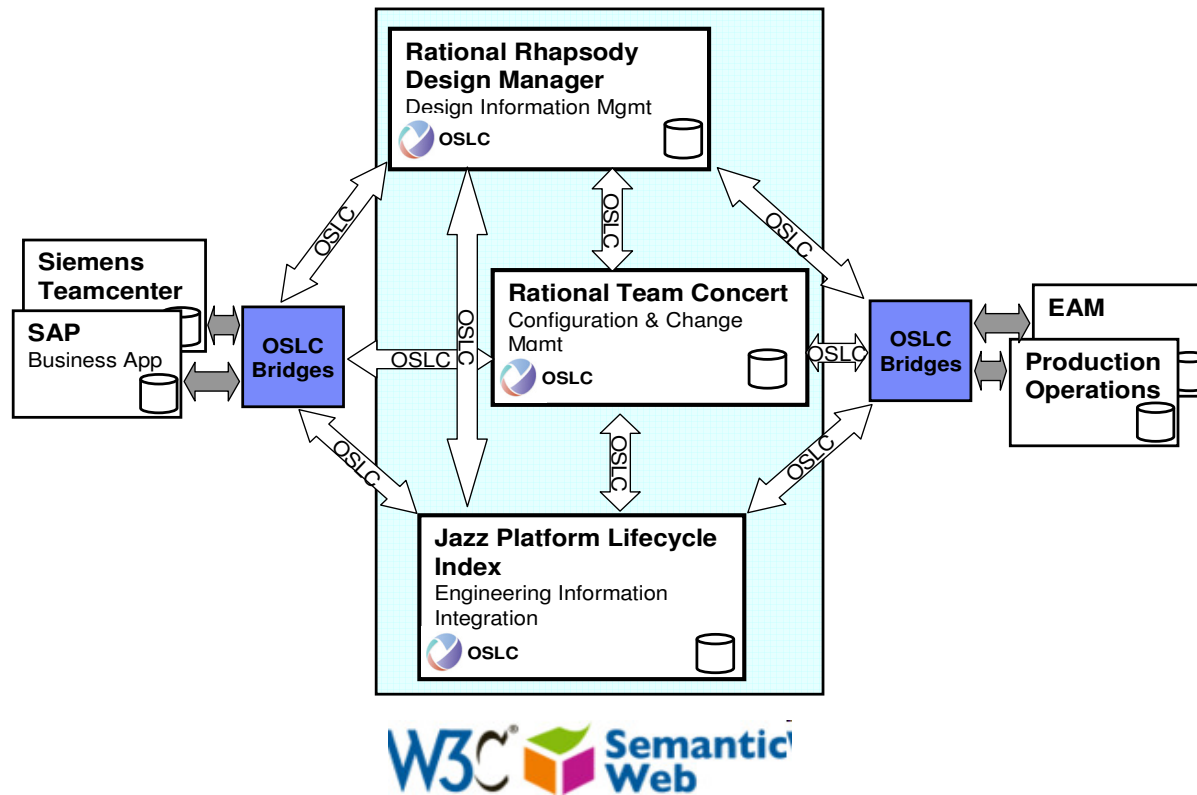 Rational Rhapsody
Design Manager
Design Information Mgmt
OSLC
OSLC
OSLC
OSLC
OSLC
Siemens
Teamcenter
SAP
Business App
OSLC
Bridges
OSLC
Rational Team Concert
Configuration & Change
Mgmt
OSLC
OSLC
OSLC
Bridges
EAM
Production
Operations
OSLC
OSLC
OSLC
Jazz Platform Lifecycle
Index
Engineering Information
Integration
OSLC
W3C®
Semantic
Web